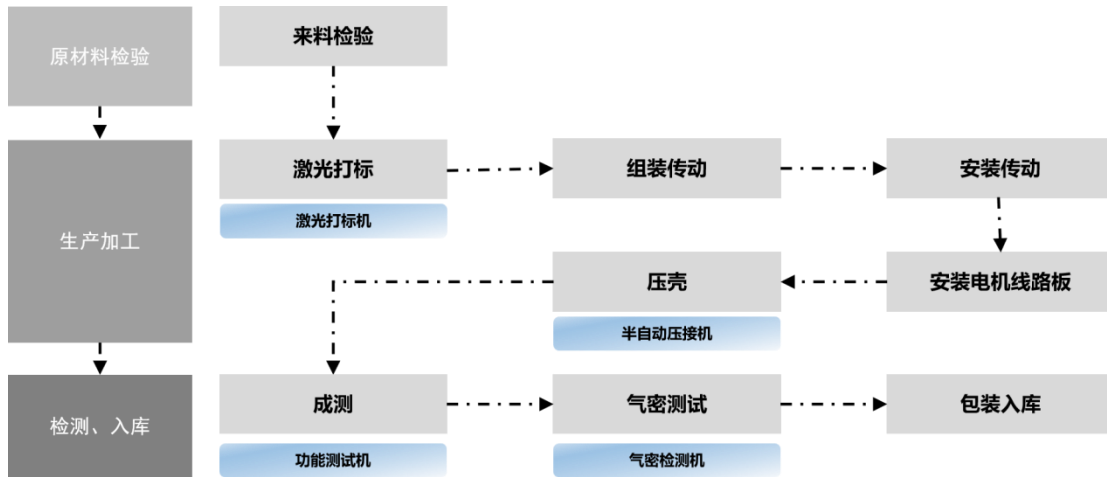 原材料检验
来料检验
生产加工
激光打标
组装传动
安装传动
激光打标机
压壳
安装电机线路板
半自动压接机
检测、入库
成测
气密测试
包装入库
功能测试机
气密检测机